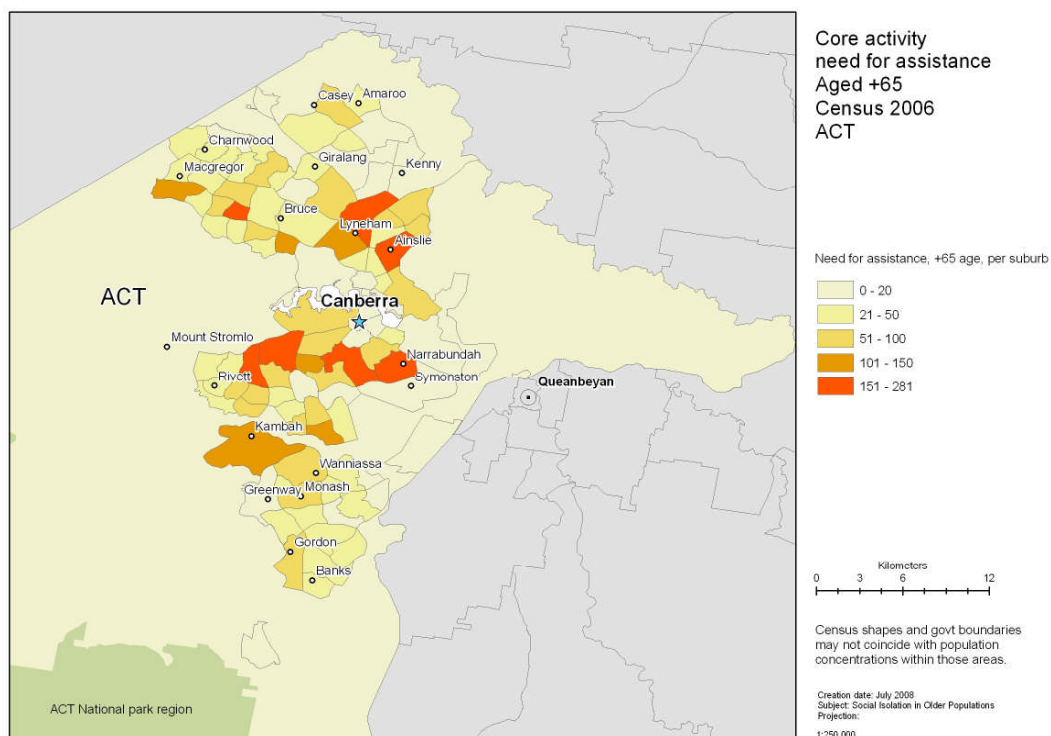 Core activity
need for assistance
Aged +65
Census 2006
ACT
Casey
Amaroo
Charnwood
Giralang
Kenny
Macgregor
Bruce
Lyneham
Ainslie
ACT
Canberra
Mount Stromlo
Narrabundah
Rivett
Symonston
Queanbeyan
Kambah
Wanniassa
Greenway
Monash
Gordon
Banks
ACT National park region
Need for assistance, +65 age, per suburb
0 - 20
21 - 50
51 - 100
101 - 150
151 - 281
Kilometers
0 3 6 12
Census shapes and govt boundaries
may not coincide with population
concentrations within those areas.
Creation date: July 2008
Subject: Social Isolation in Older Populations
Projection:
1:250,000